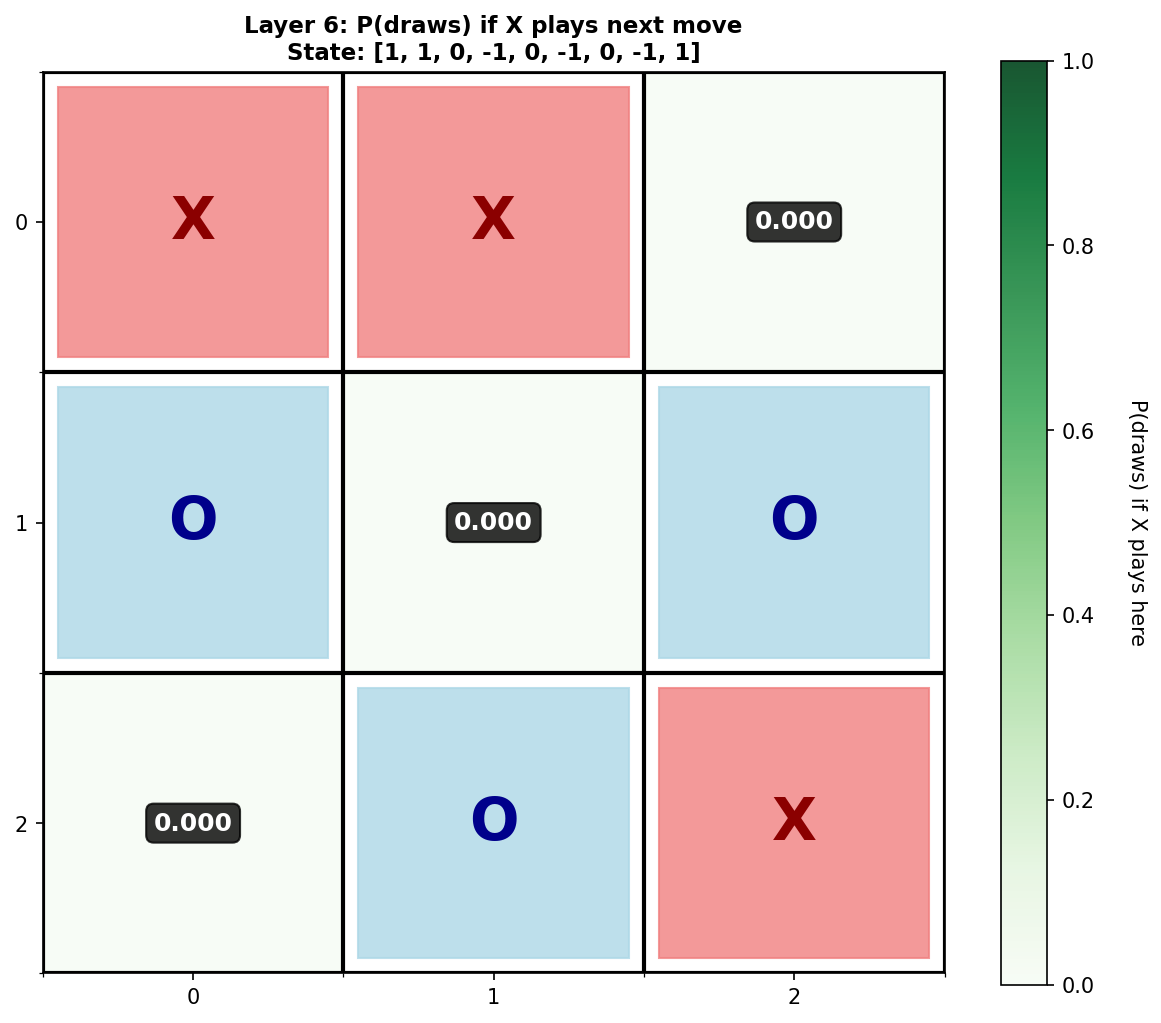 Layer 6: P(draws) if X plays next move
State: [1, 1, 0, -1, 0, -1, 0, -1, 1]
0
X
X
0.000
1
O
0.000
O
2
0.000
O
X
0
1
2
1.0
0.8
0.6
0.4
0.2
0.0
P(draws) if X plays here